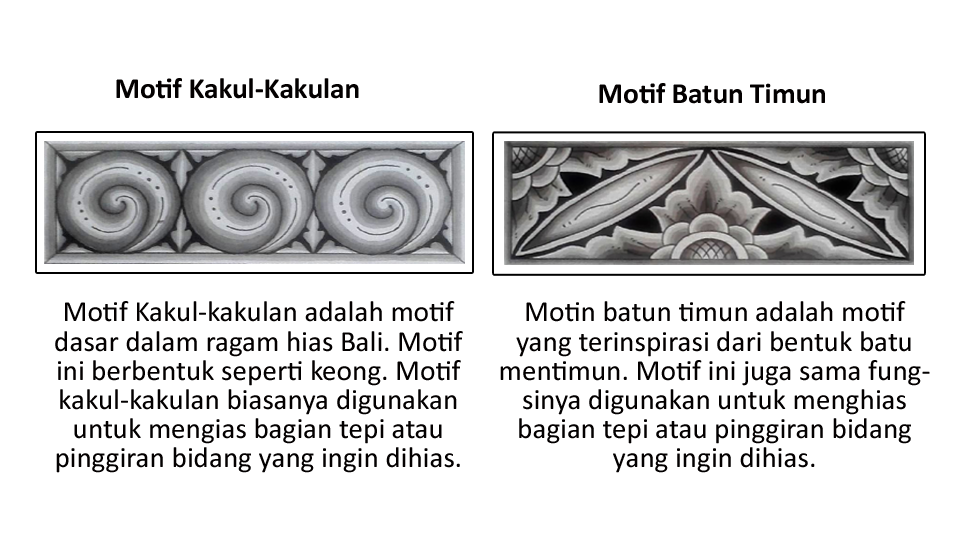 Motif Kakul-Kakulan
Motif Kakul-kakulan adalah motif
dasar dalam ragam hias Bali. Motif
ini berbentuk seperti keong. Motif
kakul-kakulan biasanya digunakan
untuk mengias bagian tepi atau
pinggiran bidang yang ingin dihias.
Motif Batun Timun
Motin batun timun adalah motif
yang terinspirasi dari bentuk batu
mentimun. Motif ini juga sama fung-
sinya digunakan untuk menghias
bagian tepi atau pinggiran bidang
yang ingin dihias.